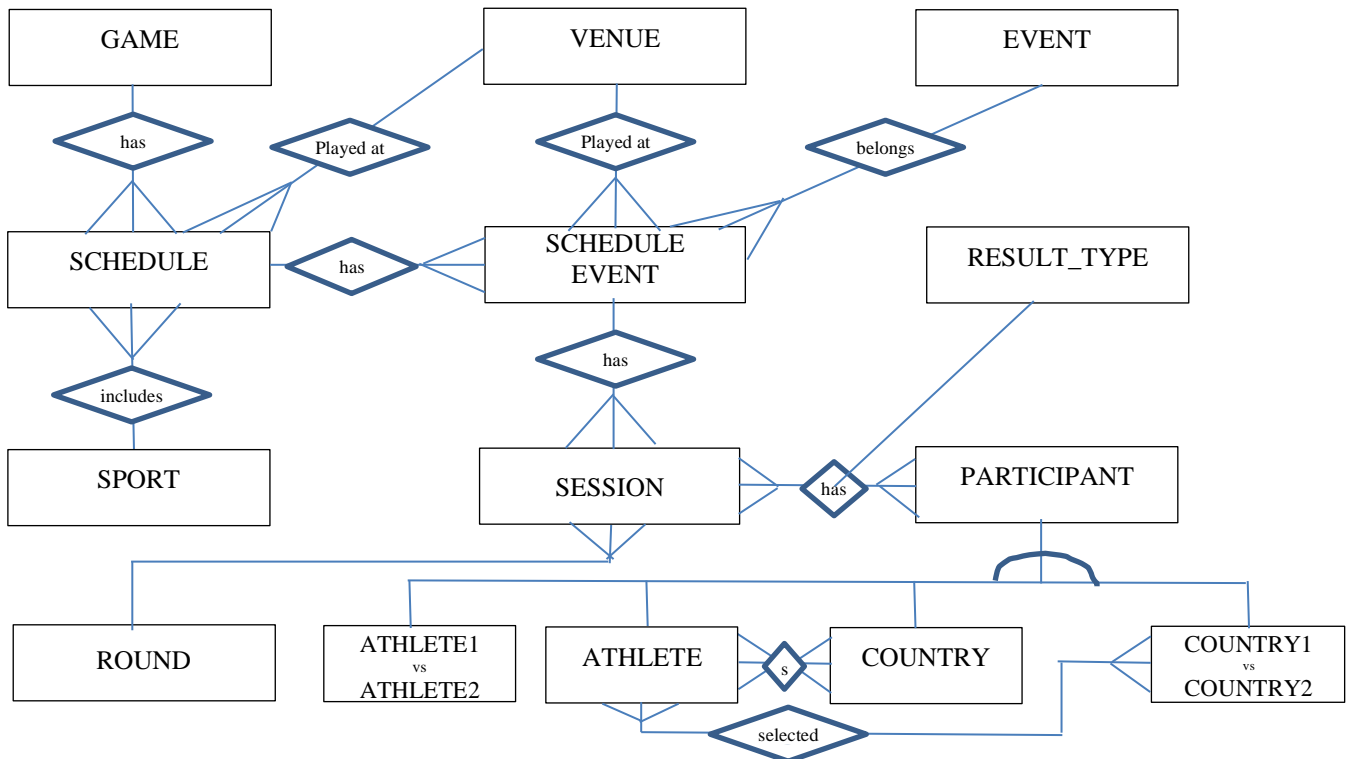 GAME
VENUE
EVENT
has
Played at
Played at
belongs
SCHEDULE
has
SCHEDULE
EVENT
RESULT_TYPE
has
includes
SPORT
SESSION
has
PARTICIPANT
ROUND
ATHLETE1
vs
ATHLETE2
ATHLETE
s
COUNTRY
COUNTRY1
vs
COUNTRY2
selected